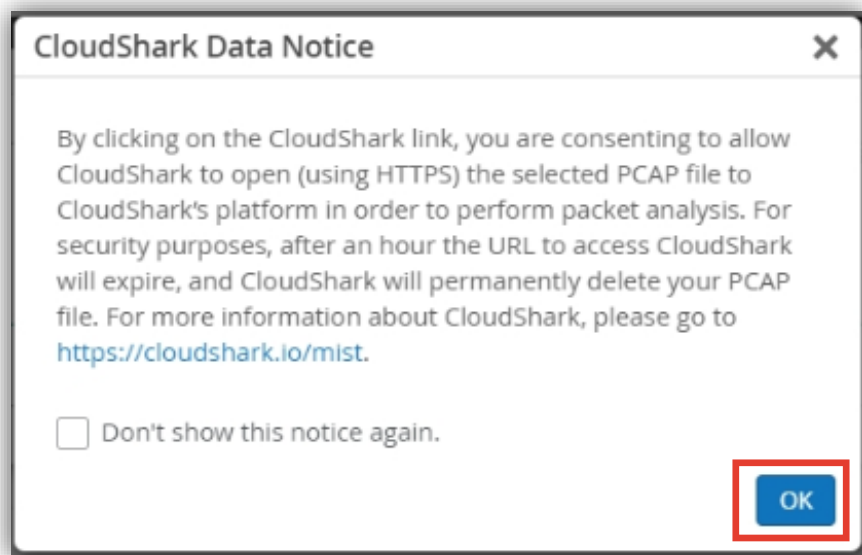 CloudShark Data Notice
By clicking on the CloudShark link, you are consenting to allow
CloudShark to open (using HTTPS) the selected PCAP file to
CloudShark's platform in order to perform packet analysis. For
security purposes, after an hour the URL to access CloudShark
will expire, and CloudShark will permanently delete your PCAP
file. For more information about CloudShark, please go to
https://cloudshark.io/mist.
Don't show this notice again.
OK